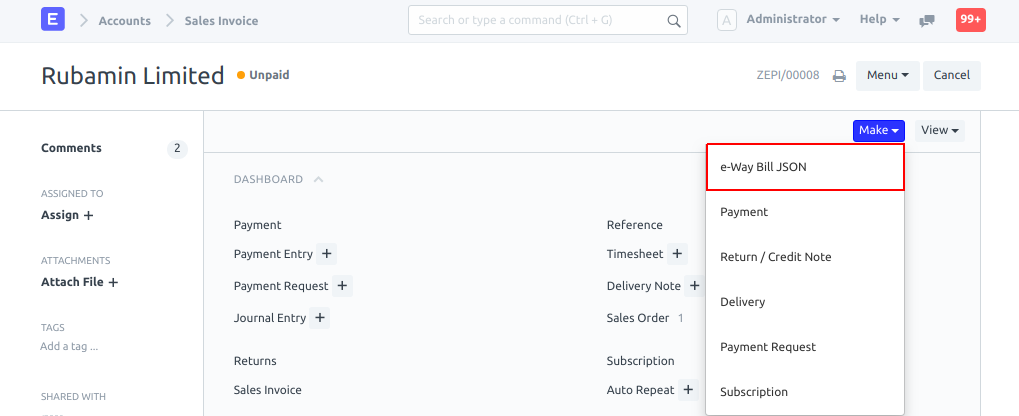 E Accounts Sales Invoice Search or type a command (Ctrl + G) A Administrator Help 99+
Rubamin Limited Unpaid ZEPI/00008 Menu Cancel
Make View
Comments 2
ASSIGNED TO
Assign +
ATTACHMENTS
Attach File +
TAGS
Add a tag ...
SHARED WITH
DASHBOARD
Payment
Payment Entry +
Payment Request +
Journal Entry +
Returns
Sales Invoice
Reference
Timesheet +
Delivery Note +
Sales Order 1
Subscription
Auto Repeat +
e-Way Bill JSON
Payment
Return / Credit Note
Delivery
Payment Request
Subscription